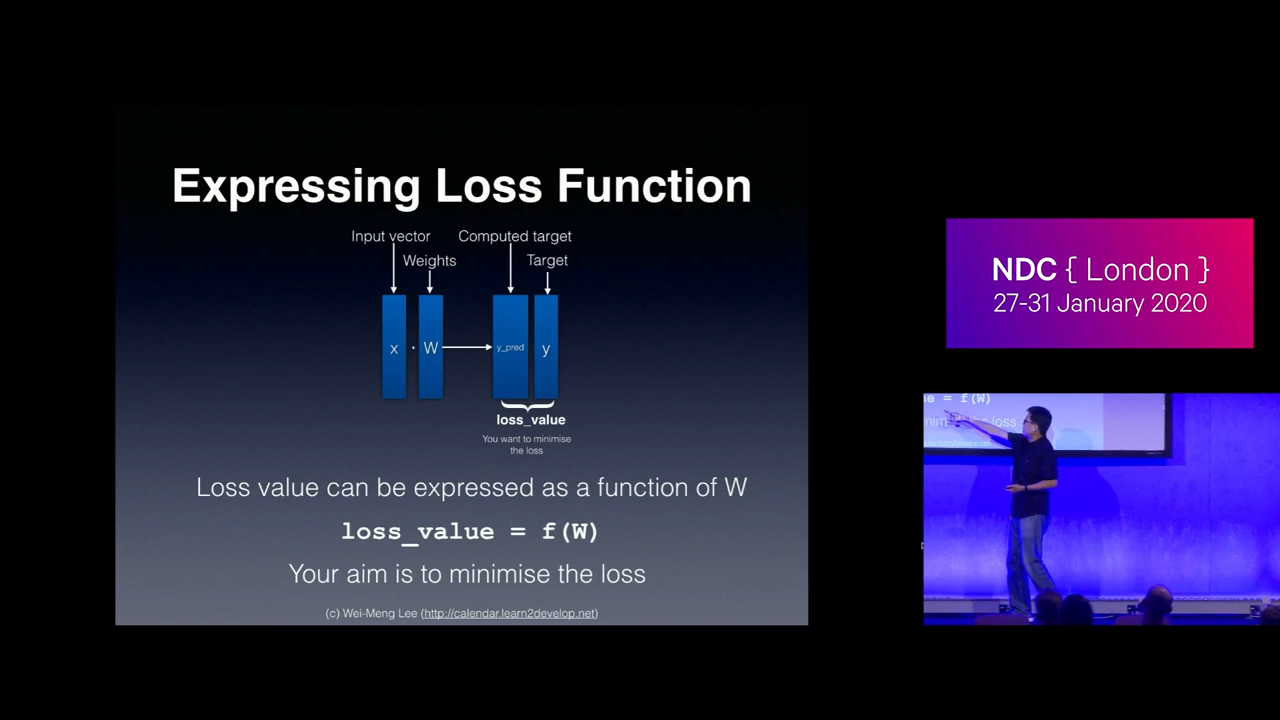 Expressing Loss Function
Input vector
Computed target
Weights
Target
x
·
W
y_pred
y
loss_value
You want to minimise
the loss
Loss value can be expressed as a function of W
loss_value = f(W)
Your aim is to minimise the loss
(c) Wei-Meng Lee (http://calendar.learn2develop.net)
NDC { London }
27-31 January 2020
= f(W)
the loss